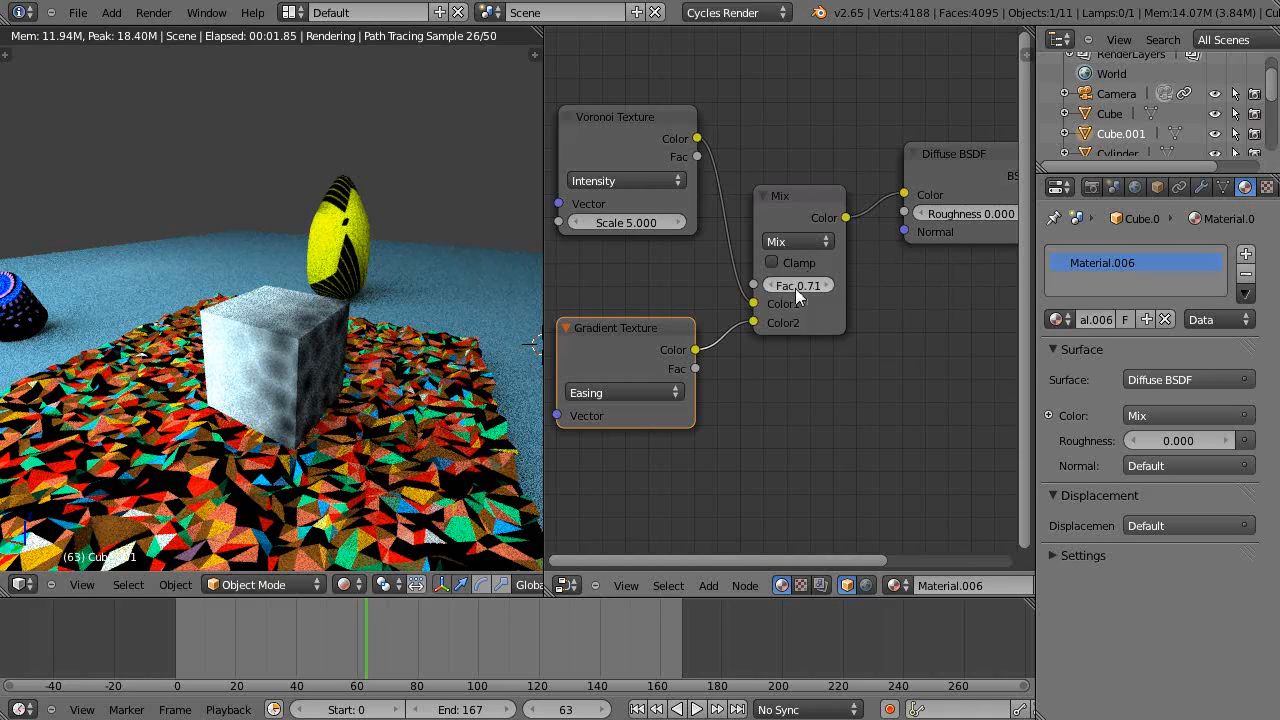 File Add Render Window Help Default Scene Cycles Render v2.65 | Verts:4188 | Faces:4095 | Objects:1/11 | Lamps:0/1 | Mem:14.07M (3.84M) |
Mem: 11.94M, Peak: 18.40M | Scene | Elapsed: 00:01.85 | Rendering | Path Tracing Sample 26/50
View Search All Scenes
RenderLayers
World
Camera
Cube
Cube.001
Cylinder
Voronoi Texture
Color
Fac
Intensity
Vector
Scale 5.000
Mix
Color
Mix
Clamp
Fac 0.71
Color2
Diffuse BSDF
Color
Roughness 0.000
Normal
Gradient Texture
Color
Fac
Easing
Vector
Cube.0 Material.0
Material.006
al.006 F Data
Surface
Surface: Diffuse BSDF
Color: Mix
Roughness: 0.000
Normal: Default
Displacement
Displacemen Default
Settings
View Select Object Object Mode Globa
View Select Add Node Material.006
-40 -20 0 20 40 60 80 100 120 140 160 180 200 220 240 260
View Marker Frame Playback Start: 0 End: 167 63 No Sync